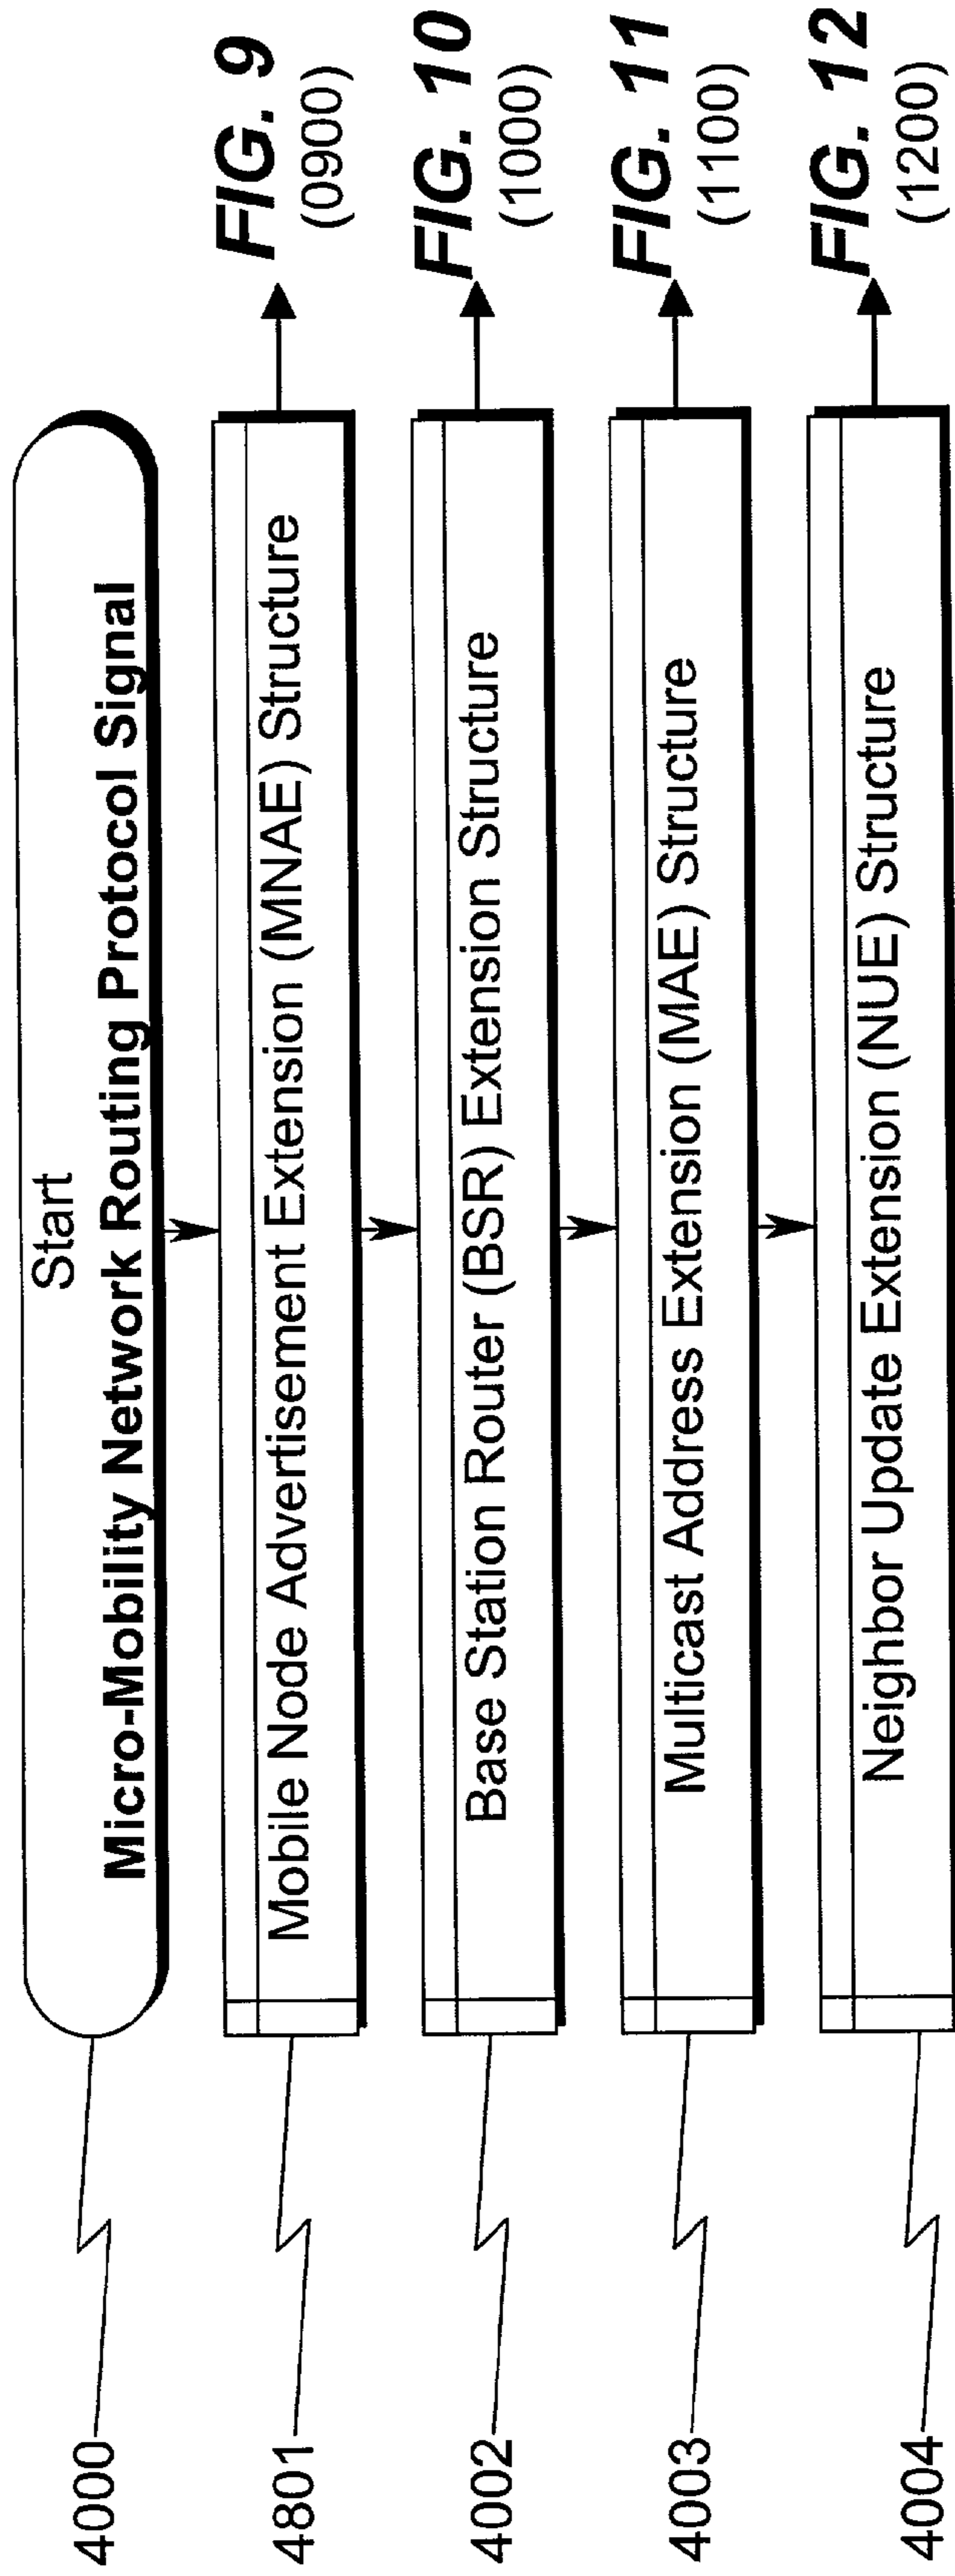 4000
Start
Micro-Mobility Network Routing Protocol Signal
4801
Mobile Node Advertisement Extension (MNAE) Structure
FIG. 9
(0900)
4002
Base Station Router (BSR) Extension Structure
FIG. 10
(1000)
4003
Multicast Address Extension (MAE) Structure
FIG. 11
(1100)
4004
Neighbor Update Extension (NUE) Structure
FIG. 12
(1200)